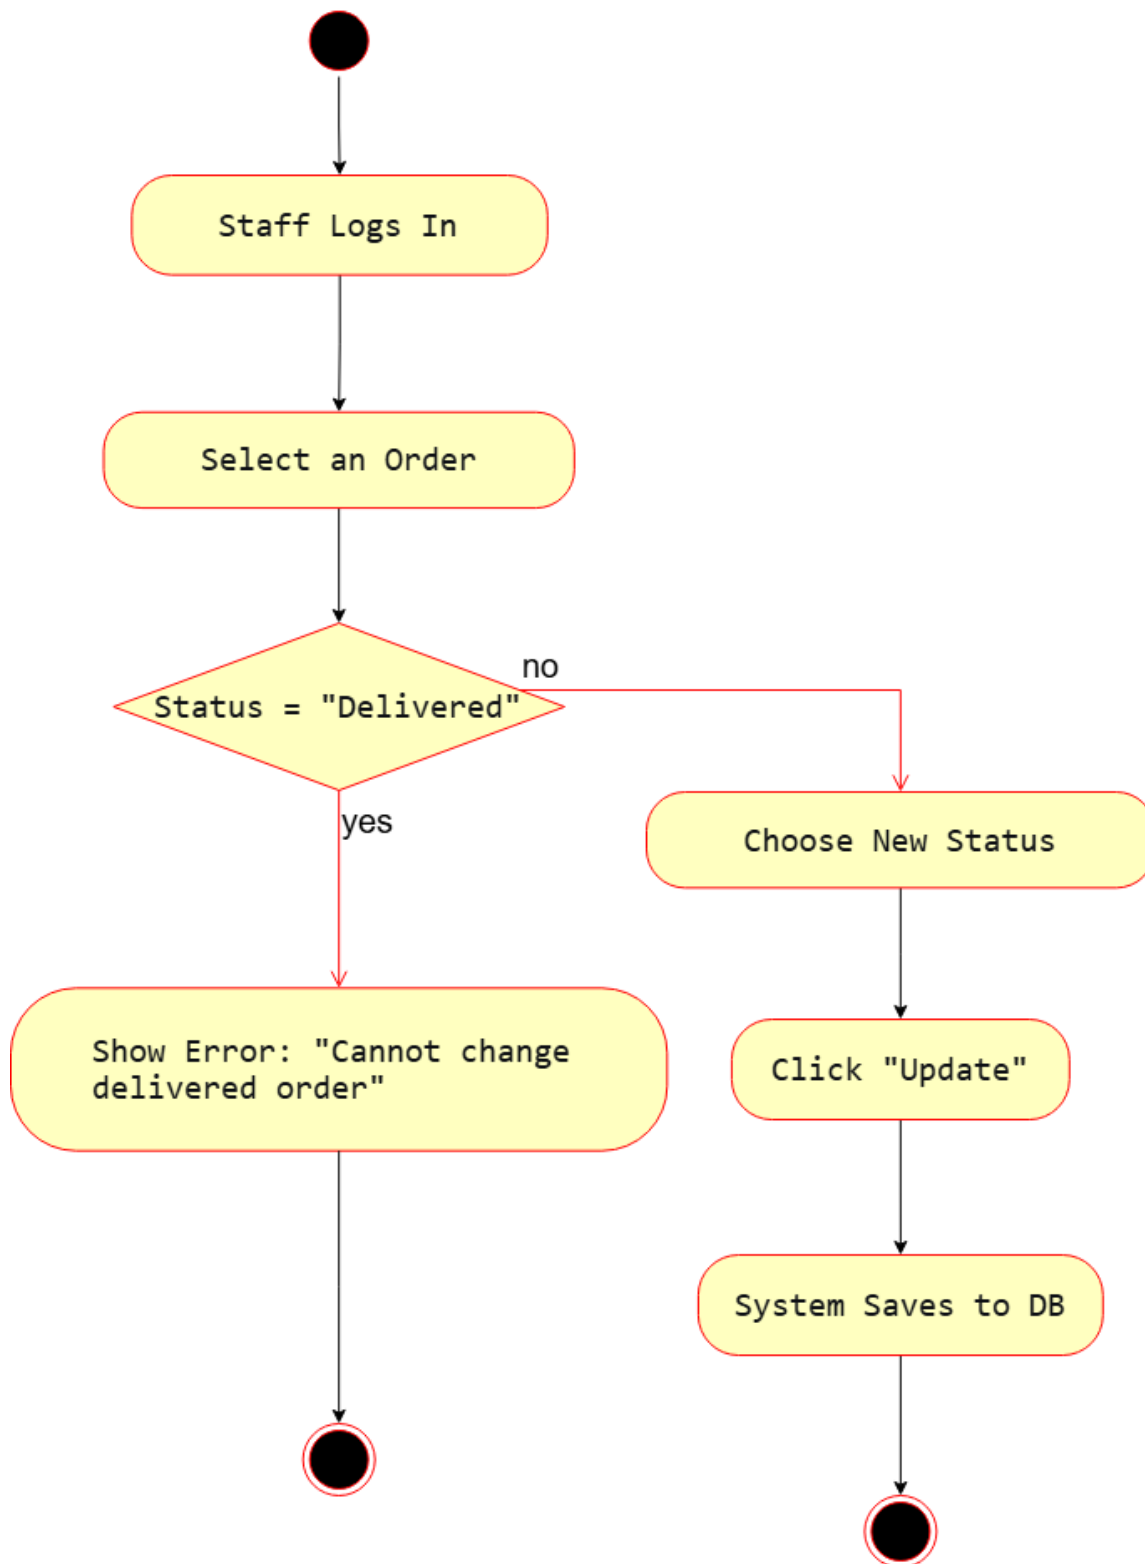 Staff Logs In
Select an Order
Status = "Delivered"
no
yes
Choose New Status
Show Error: "Cannot change
delivered order"
Click "Update"
System Saves to DB